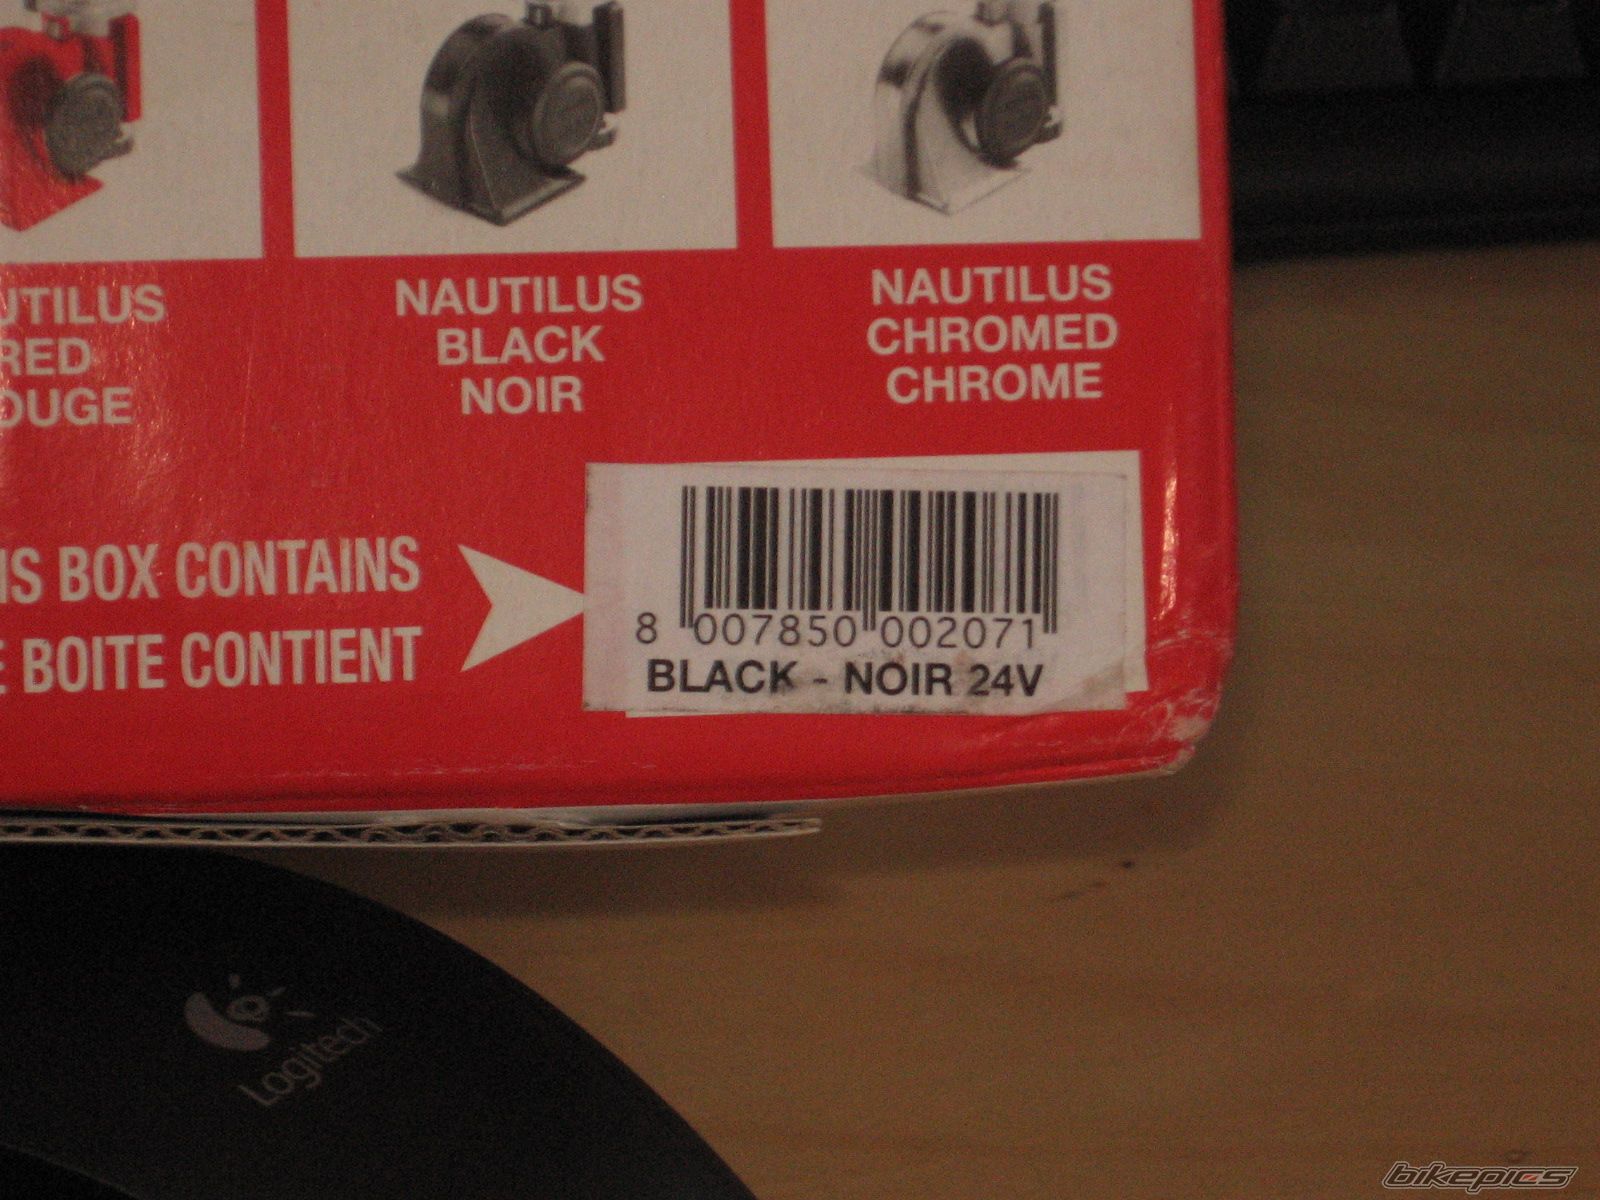 UTILUS
RED
OUGE
NAUTILUS
BLACK
NOIR
NAUTILUS
CHROMED
CHROME
IS BOX CONTAINS
E BOITE CONTIENT
8 007850 002071
BLACK - NOIR 24V
Logitech
bikepics